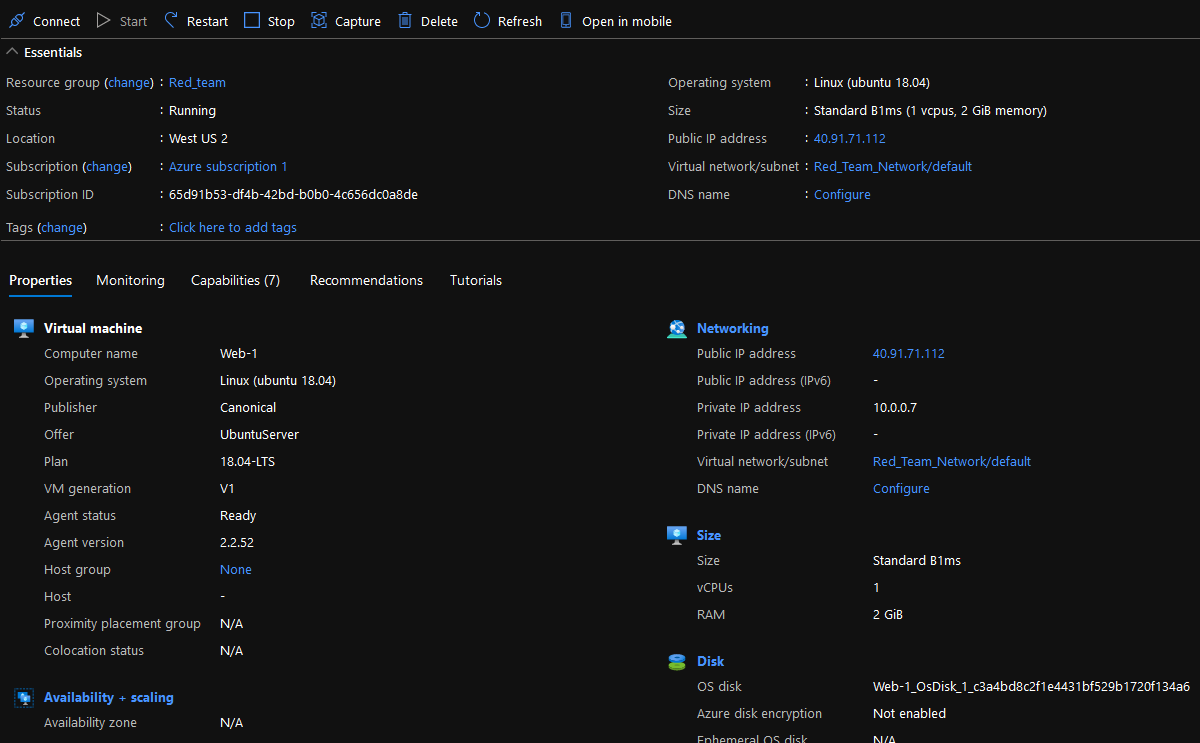 Connect Start Restart Stop Capture Delete Refresh Open in mobile
Essentials
Resource group (change) : Red_team
Status : Running
Location : West US 2
Subscription (change) : Azure subscription 1
Subscription ID : 65d91b53-df4b-42bd-b0b0-4c656dc0a8de
Tags (change) : Click here to add tags
Operating system : Linux (ubuntu 18.04)
Size : Standard B1ms (1 vcpus, 2 GiB memory)
Public IP address : 40.91.71.112
Virtual network/subnet : Red_Team_Network/default
DNS name : Configure
Properties Monitoring Capabilities (7) Recommendations Tutorials
Virtual machine
Computer name Web-1
Operating system Linux (ubuntu 18.04)
Publisher Canonical
Offer UbuntuServer
Plan 18.04-LTS
VM generation V1
Agent status Ready
Agent version 2.2.52
Host group None
Host -
Proximity placement group N/A
Colocation status N/A
Availability + scaling
Availability zone N/A
Networking
Public IP address 40.91.71.112
Public IP address (IPv6) -
Private IP address 10.0.0.7
Private IP address (IPv6) -
Virtual network/subnet Red_Team_Network/default
DNS name Configure
Size
Size Standard B1ms
vCPUs 1
RAM 2 GiB
Disk
OS disk Web-1_OsDisk_1_c3a4bd8c2f1e4431bf529b1720f134a6
Azure disk encryption Not enabled
Ephemeral OS disk N/A